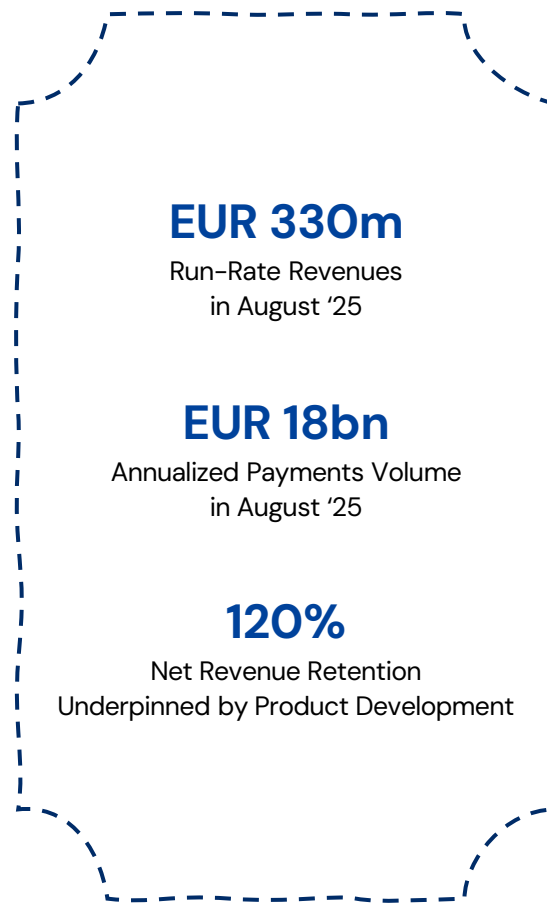 EUR 330m
Run-Rate Revenues
in August ‘25
EUR 18bn
Annualized Payments Volume
in August ‘25
120%
Net Revenue Retention
Underpinned by Product Development